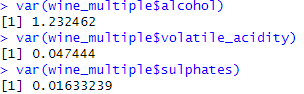 > var(wine_multiple$alcohol)
[1] 1.232462
> var(wine_multiple$volatile_acidity)
[1] 0.047444
> var(wine_multiple$sulphates)
[1] 0.01633239